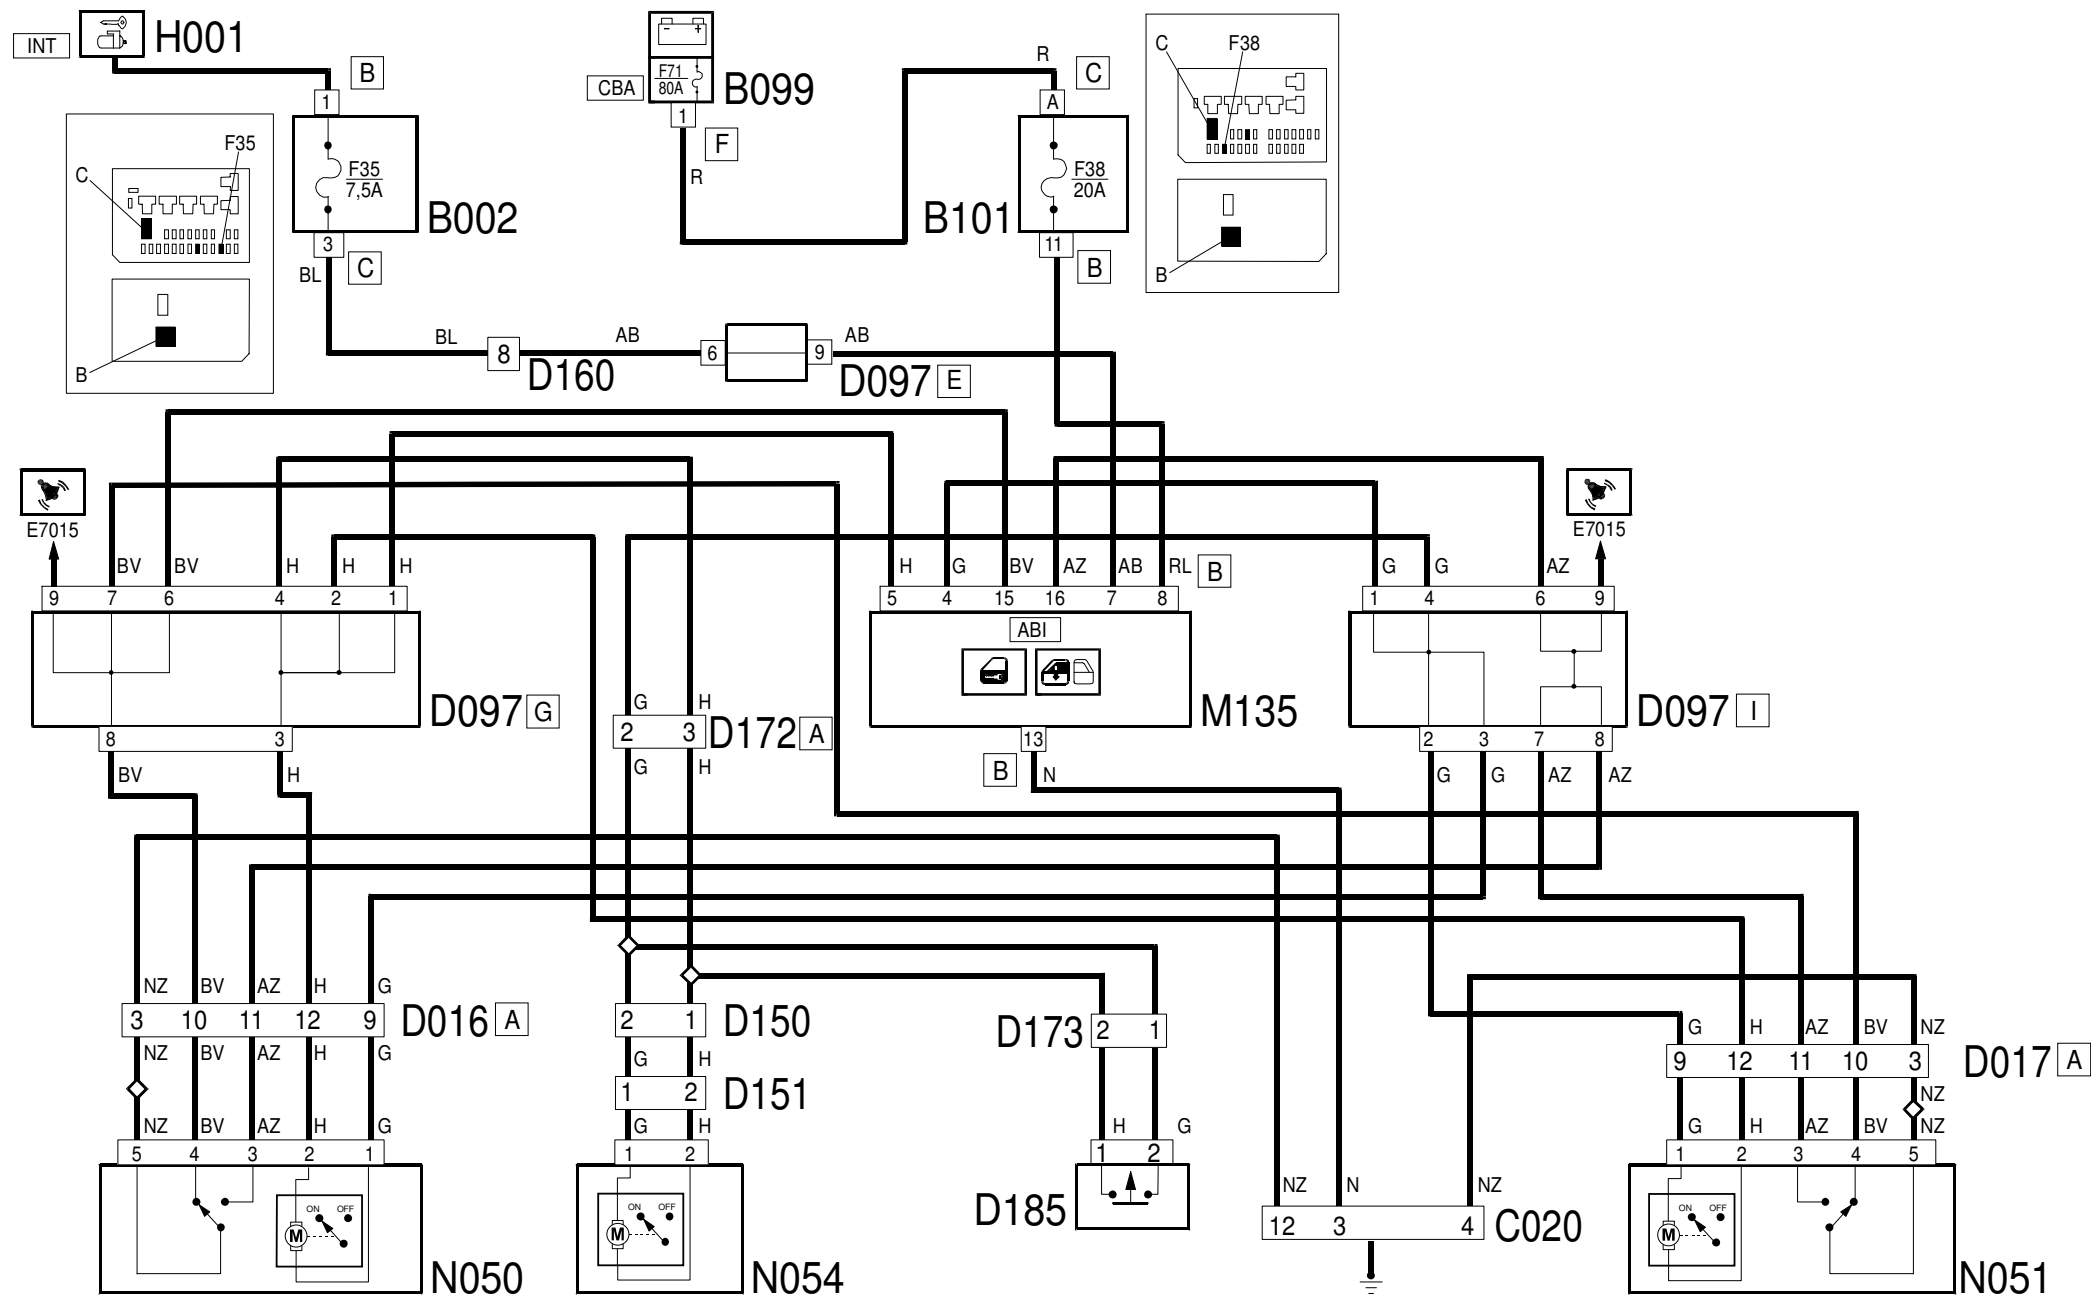 INT H001 B
1
F35
7,5A
B002
3
BL C
C F35
B
F71
80A
CBA B099
1
F
R
R C
A
F38
20A
B101
11
B
C F38
B
BL 8 AB 6 9 AB
D160 D097 E
E7015 BV BV H H H
9 7 6 4 2 1
D097 G
8 3
BV H
H G BV AZ AB RL B
5 4 15 16 7 8
ABI
M135
13
B N
E7015
G G AZ
1 4 6 9
D097 I
2 3 7 8
G G AZ AZ
G H
2 3 D172 A
G H
NZ BV AZ H G
3 10 11 12 9 D016 A
NZ BV AZ H G
NZ BV AZ H G
5 4 3 2 1
M ON OFF
N050
2 1 D150
G H
1 2 D151
G H
1 2
M ON OFF
N054
D173 2 1
H G
1 2
D185
NZ N NZ
12 3 4 C020
G H AZ BV NZ
9 12 11 10 3 D017 A
NZ
G H AZ BV NZ
1 2 3 4 5
M ON OFF
N051